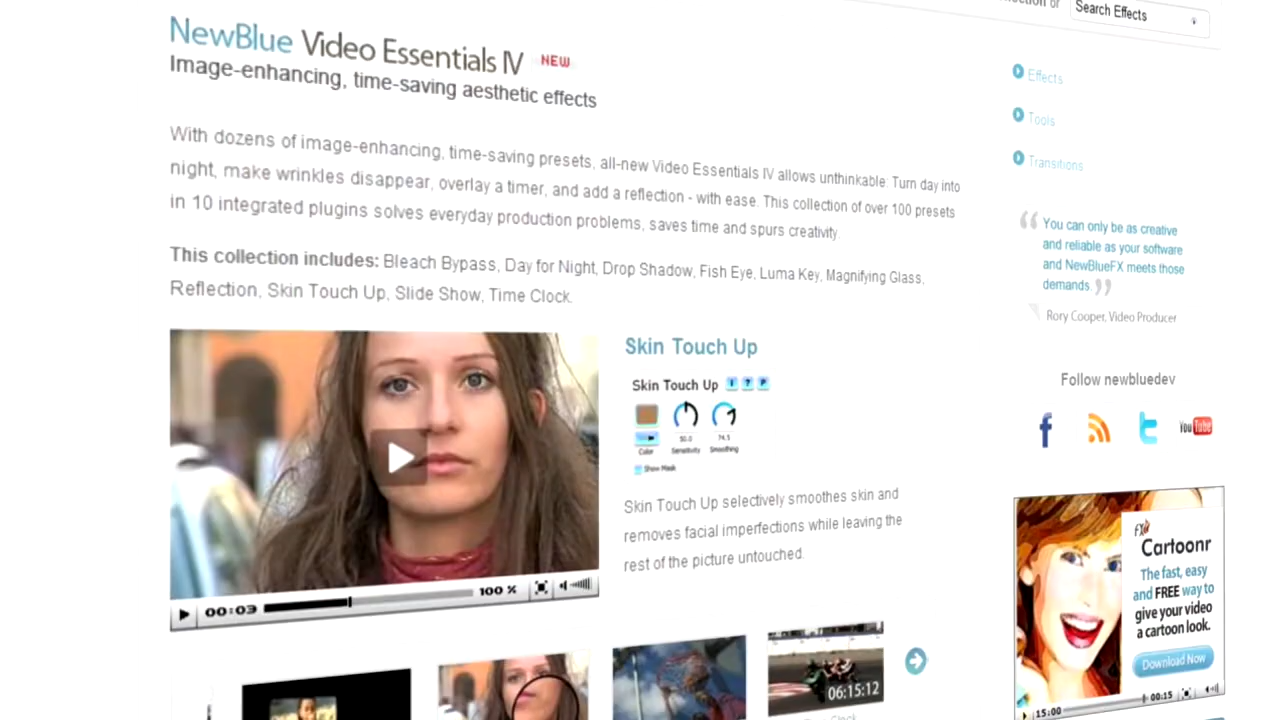 Search Effects
NewBlue Video Essentials IV NEW
Image-enhancing, time-saving aesthetic effects
With dozens of image-enhancing, time-saving presets, all-new Video Essentials IV allows unthinkable: Turn day into
night, make wrinkles disappear, overlay a timer, and add a reflection - with ease. This collection of over 100 presets
in 10 integrated plugins solves everyday production problems, saves time and spurs creativity.
This collection includes: Bleach Bypass, Day for Night, Drop Shadow, Fish Eye, Luma Key, Magnifying Glass,
Reflection, Skin Touch Up, Slide Show, Time Clock.
Effects
Tools
Transitions
“ You can only be as creative
and reliable as your software
and NewBlueFX meets those
demands. ”
Rory Cooper, Video Producer
Follow newbluedev
You Tube
Skin Touch Up
Skin Touch Up i ? P
50.0 74.5
Color Sensitivity Smoothing
Show Mask
Skin Touch Up selectively smoothes skin and
removes facial imperfections while leaving the
rest of the picture untouched.
00:03 100 %
06:15:12
FX
Cartoonr
The fast, easy
and FREE way to
give your video
a cartoon look.
Download Now
15:00 00:15